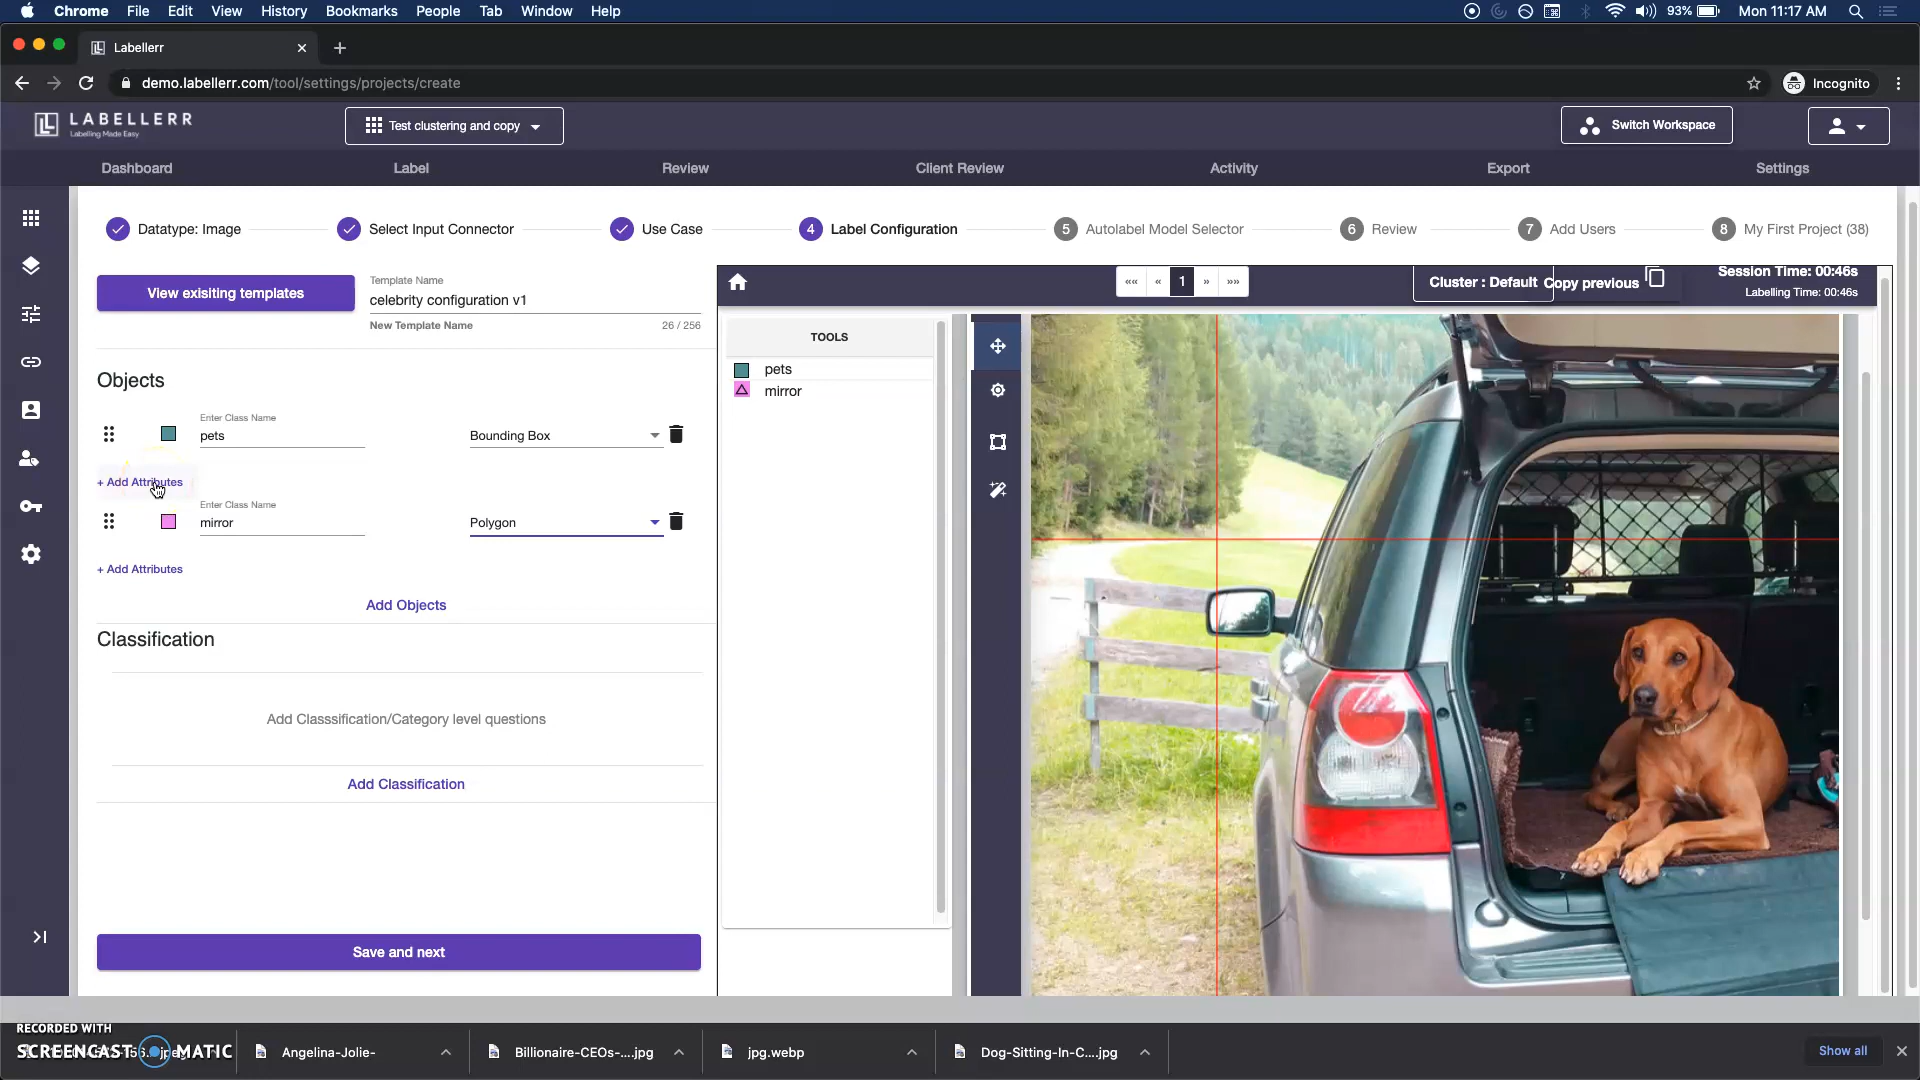 Chrome File Edit View History Bookmarks People Tab Window Help 93% Mon 11:17 AM
Labellerr
demo.labellerr.com/tool/settings/projects/create Incognito
LABELLERR
Labelling Made Easy
Test clustering and copy
Switch Workspace
Dashboard Label Review Client Review Activity Export Settings
Datatype: Image Select Input Connector Use Case 4 Label Configuration 5 Autolabel Model Selector 6 Review 7 Add Users 8 My First Project (38)
View exisiting templates
Template Name
celebrity configuration v1
New Template Name 26 / 256
«« « 1 » »»
Cluster : Default Copy previous
Session Time: 00:46s
Labelling Time: 00:46s
TOOLS
pets
mirror
Objects
Enter Class Name
pets Bounding Box
+ Add Attributes
Enter Class Name
mirror Polygon
+ Add Attributes
Add Objects
Classification
Add Classsification/Category level questions
Add Classification
Save and next
RECORDED WITH
SCREENCAST MATIC
Angelina-Jolie-
Billionaire-CEOs-....jpg
jpg.webp
Dog-Sitting-In-C....jpg
Show all